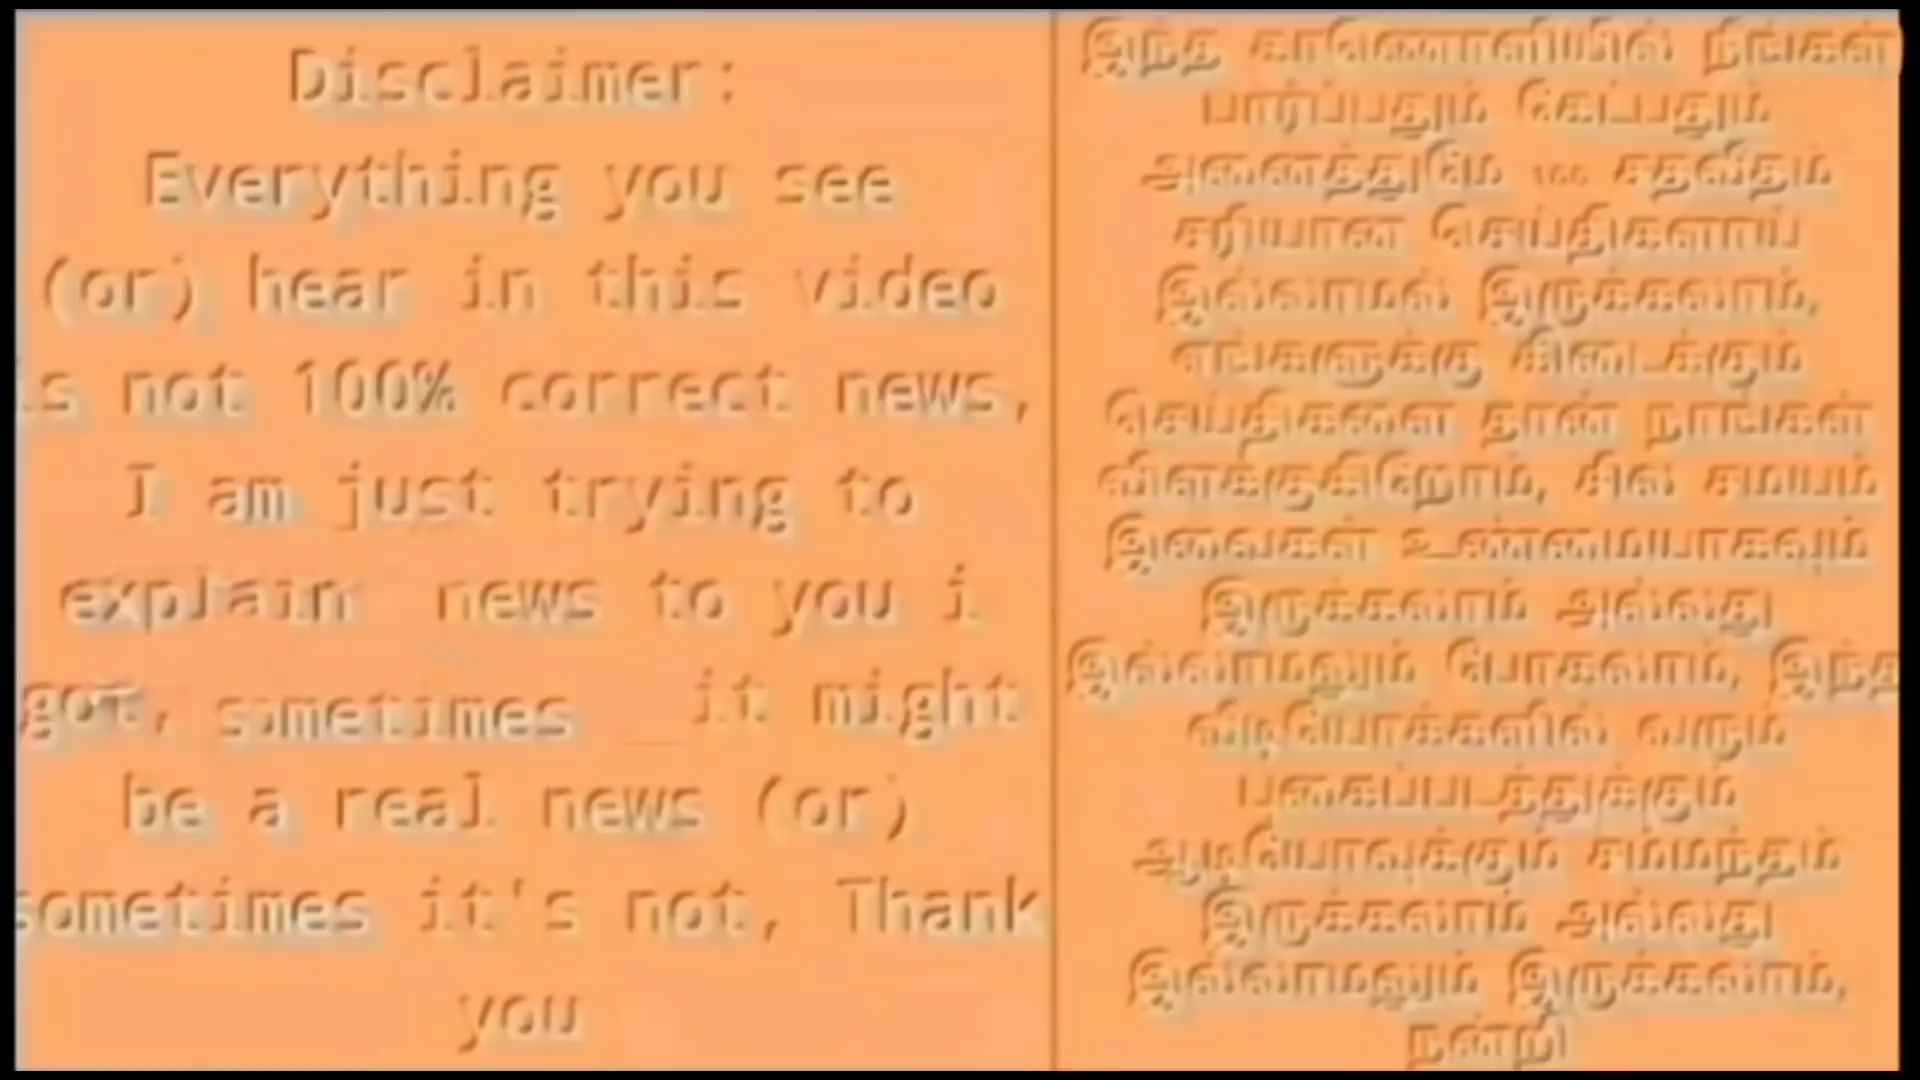 Disclaimer:
Everything you see
(or) hear in this video
is not 100% correct news,
I am just trying to
explain news to you i
got, sometimes _ it might
be a real news (or)
sometimes it's not, Thank
you
இந்த காணொளியில் நீங்கள்
பார்ப்பதும் கேட்பதும்
அனைத்துமே 100 சதவீதம்
சரியான செய்திகளாய்
இல்லாமல் இருக்கலாம்,
எங்களுக்கு கிடைக்கும்
செய்திகளை தான் நாங்கள்
விளக்குகிறோம், சில சமயம்
இவைகள் உண்மையாகவும்
இருக்கலாம் அல்லது
இல்லாமலும் போகலாம், இந்த
வீடியோக்களில் வரும்
புகைப்படத்துக்கும்
ஆடியோவுக்கும் சம்மந்தம்
இருக்கலாம் அல்லது
இல்லாமலும் இருக்கலாம்,
நன்றி